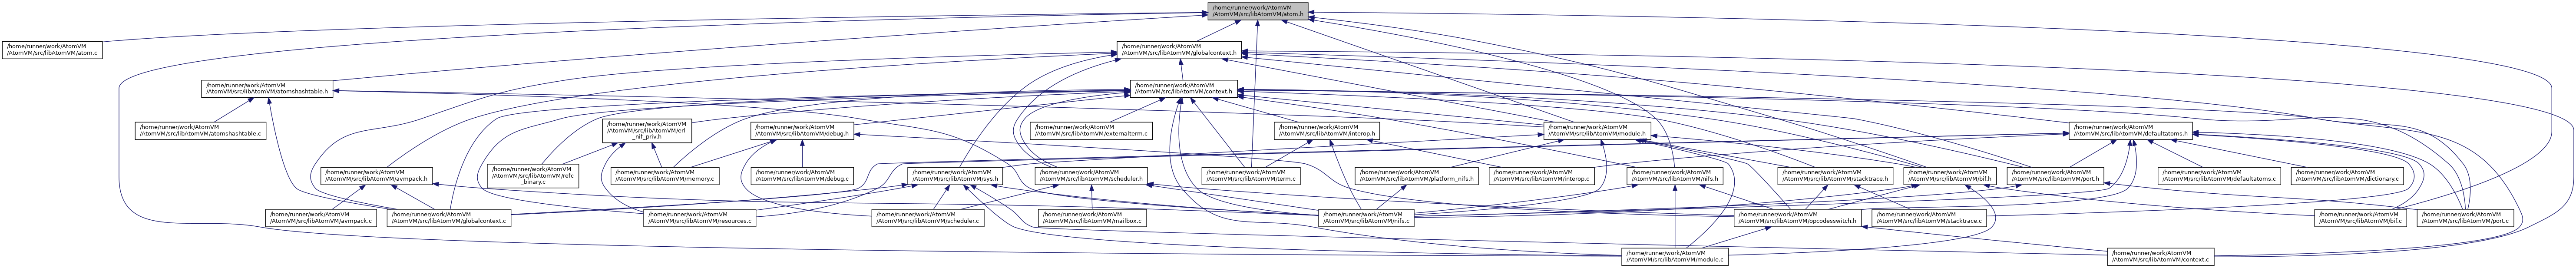 /home/runner/work/AtomVM
/AtomVM/src/libAtomVM/atom.h
/home/runner/work/AtomVM
/AtomVM/src/libAtomVM/atom.c
/home/runner/work/AtomVM
/AtomVM/src/libAtomVM/globalcontext.h
/home/runner/work/AtomVM
/AtomVM/src/libAtomVM/atomshashtable.h
/home/runner/work/AtomVM
/AtomVM/src/libAtomVM/context.h
/home/runner/work/AtomVM
/AtomVM/src/libAtomVM/atomshashtable.c
/home/runner/work/AtomVM
/AtomVM/src/libAtomVM/erl
_nif_priv.h
/home/runner/work/AtomVM
/AtomVM/src/libAtomVM/debug.h
/home/runner/work/AtomVM
/AtomVM/src/libAtomVM/externalterm.c
/home/runner/work/AtomVM
/AtomVM/src/libAtomVM/interop.h
/home/runner/work/AtomVM
/AtomVM/src/libAtomVM/module.h
/home/runner/work/AtomVM
/AtomVM/src/libAtomVM/defaultatoms.h
/home/runner/work/AtomVM
/AtomVM/src/libAtomVM/avmpack.h
/home/runner/work/AtomVM
/AtomVM/src/libAtomVM/refc
_binary.c
/home/runner/work/AtomVM
/AtomVM/src/libAtomVM/memory.c
/home/runner/work/AtomVM
/AtomVM/src/libAtomVM/debug.c
/home/runner/work/AtomVM
/AtomVM/src/libAtomVM/sys.h
/home/runner/work/AtomVM
/AtomVM/src/libAtomVM/scheduler.h
/home/runner/work/AtomVM
/AtomVM/src/libAtomVM/term.c
/home/runner/work/AtomVM
/AtomVM/src/libAtomVM/interop.c
/home/runner/work/AtomVM
/AtomVM/src/libAtomVM/platform_nifs.h
/home/runner/work/AtomVM
/AtomVM/src/libAtomVM/nifs.h
/home/runner/work/AtomVM
/AtomVM/src/libAtomVM/stacktrace.h
/home/runner/work/AtomVM
/AtomVM/src/libAtomVM/bif.h
/home/runner/work/AtomVM
/AtomVM/src/libAtomVM/port.h
/home/runner/work/AtomVM
/AtomVM/src/libAtomVM/defaultatoms.c
/home/runner/work/AtomVM
/AtomVM/src/libAtomVM/dictionary.c
/home/runner/work/AtomVM
/AtomVM/src/libAtomVM/avmpack.c
/home/runner/work/AtomVM
/AtomVM/src/libAtomVM/globalcontext.c
/home/runner/work/AtomVM
/AtomVM/src/libAtomVM/resources.c
/home/runner/work/AtomVM
/AtomVM/src/libAtomVM/scheduler.c
/home/runner/work/AtomVM
/AtomVM/src/libAtomVM/mailbox.c
/home/runner/work/AtomVM
/AtomVM/src/libAtomVM/nifs.c
/home/runner/work/AtomVM
/AtomVM/src/libAtomVM/opcodesswitch.h
/home/runner/work/AtomVM
/AtomVM/src/libAtomVM/stacktrace.c
/home/runner/work/AtomVM
/AtomVM/src/libAtomVM/bif.c
/home/runner/work/AtomVM
/AtomVM/src/libAtomVM/port.c
/home/runner/work/AtomVM
/AtomVM/src/libAtomVM/module.c
/home/runner/work/AtomVM
/AtomVM/src/libAtomVM/context.c